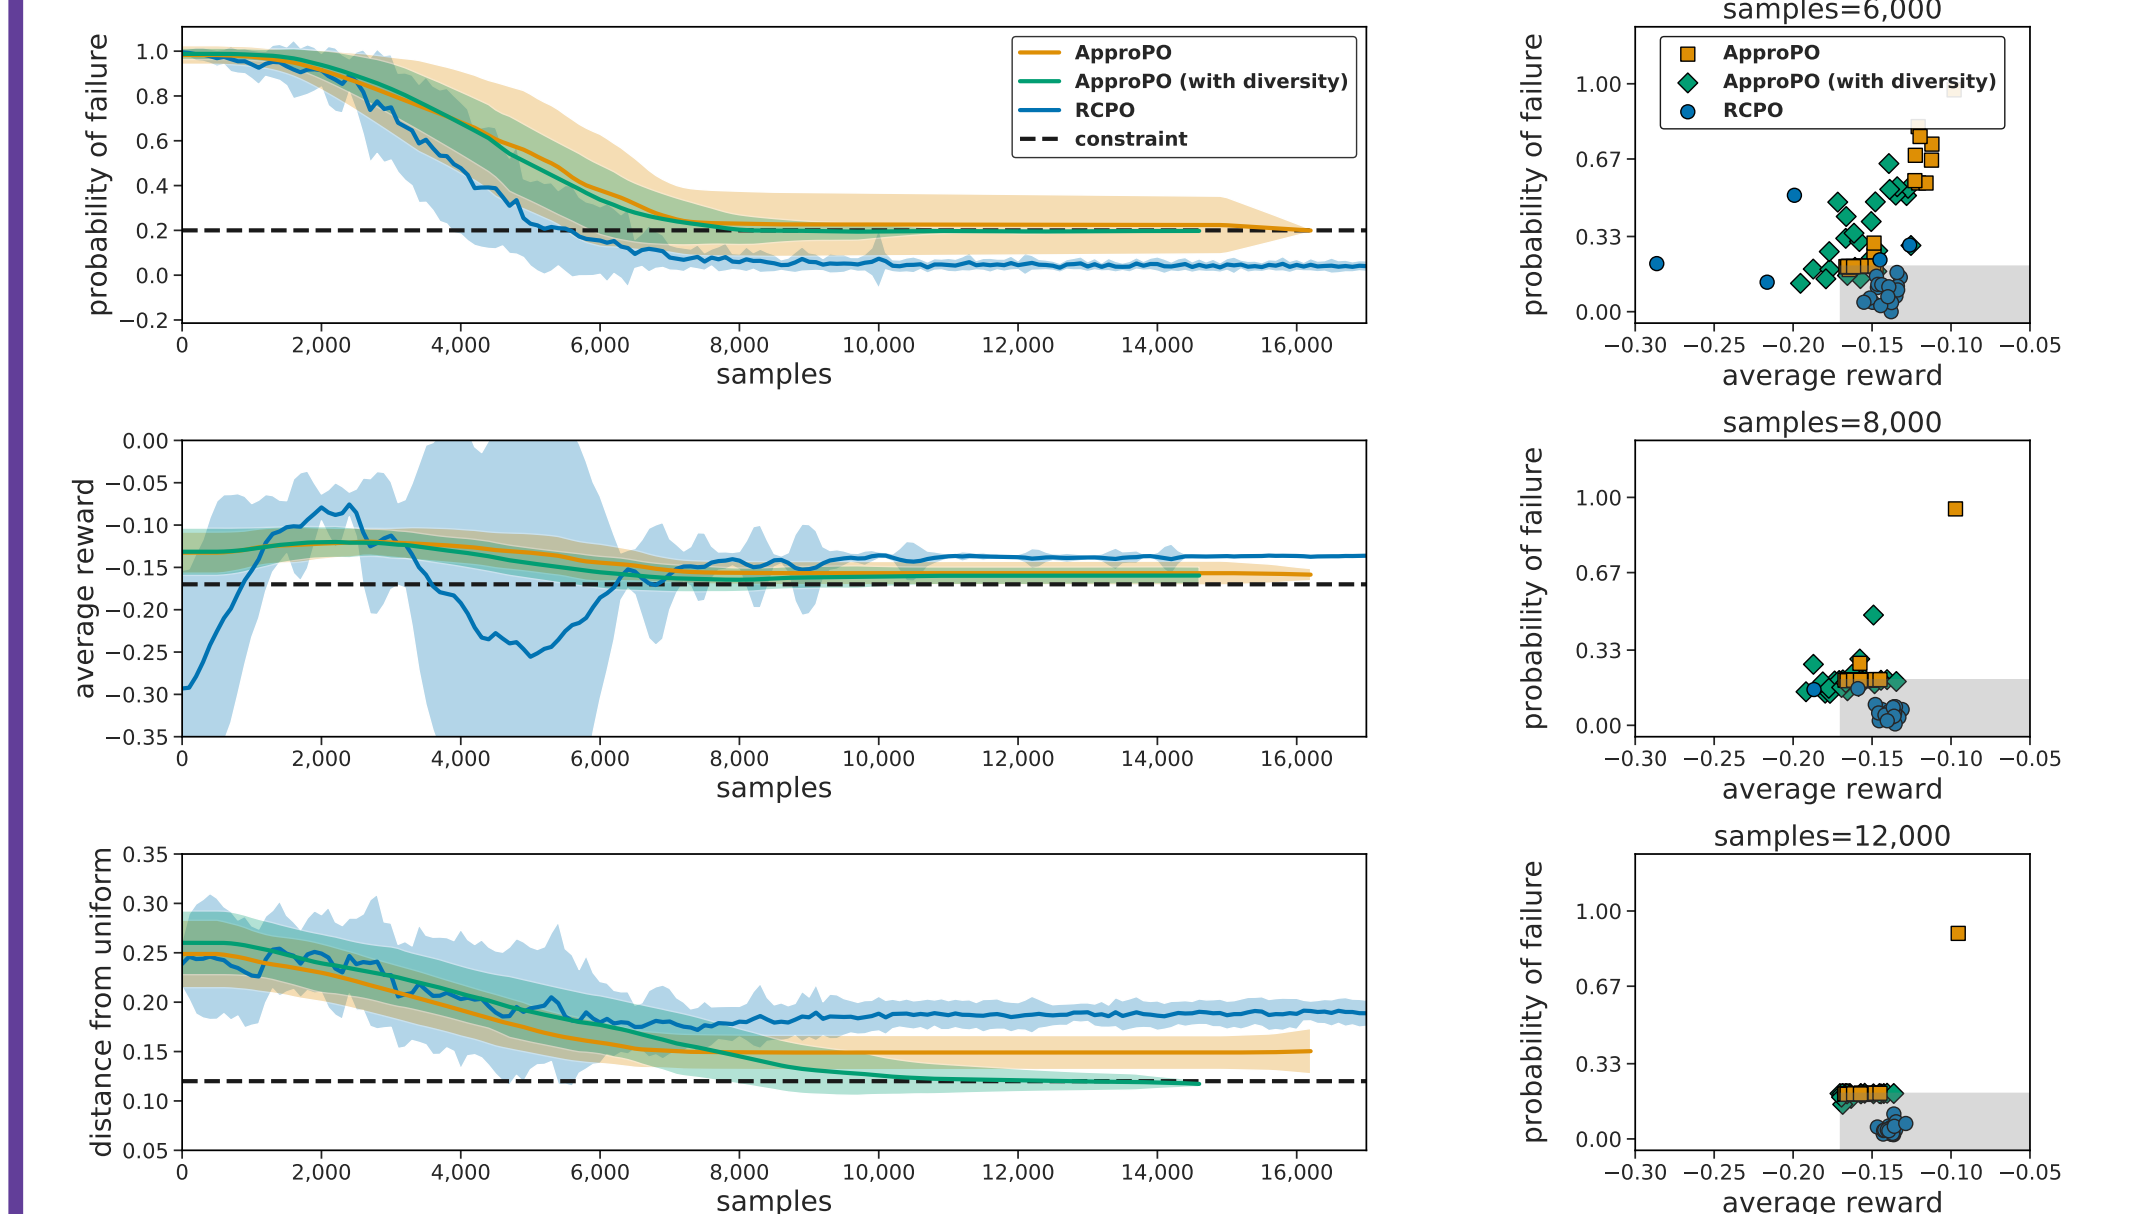 probability of failure
1.0
0.8
0.6
0.4
0.2
0.0
−0.2
ApproPO
ApproPO (with diversity)
RCPO
constraint
0 2,000 4,000 6,000 8,000 10,000 12,000 14,000 16,000
samples
samples=6,000
probability of failure
1.00
0.67
0.33
0.00
ApproPO
ApproPO (with diversity)
RCPO
−0.30 −0.25 −0.20 −0.15 −0.10 −0.05
average reward
average reward
0.00
−0.05
−0.10
−0.15
−0.20
−0.25
−0.30
−0.35
0 2,000 4,000 6,000 8,000 10,000 12,000 14,000 16,000
samples
samples=8,000
probability of failure
1.00
0.67
0.33
0.00
−0.30 −0.25 −0.20 −0.15 −0.10 −0.05
average reward
distance from uniform
0.35
0.30
0.25
0.20
0.15
0.10
0.05
0 2,000 4,000 6,000 8,000 10,000 12,000 14,000 16,000
samples
samples=12,000
probability of failure
1.00
0.67
0.33
0.00
−0.30 −0.25 −0.20 −0.15 −0.10 −0.05
average reward